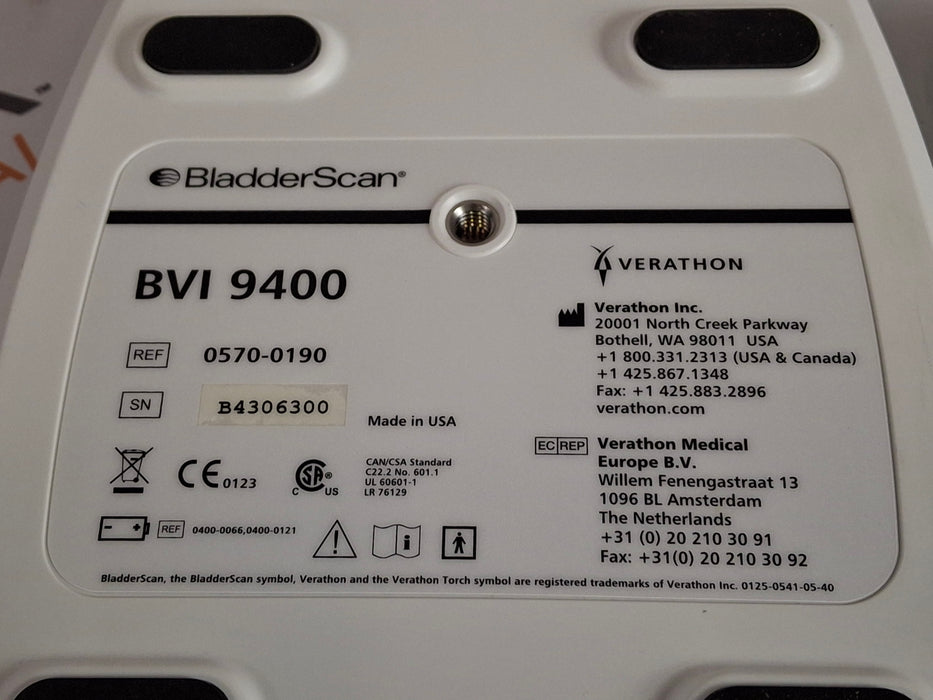 BladderScan®
BVI 9400
REF 0570-0190
SN B4306300
Made in USA
CE 0123
CSA® C US
CAN/CSA Standard
C22.2 No. 601.1
UL 60601-1
LR 76129
- + REF 0400-0066,0400-0121
VERATHON
Verathon Inc.
20001 North Creek Parkway
Bothell, WA 98011 USA
+1 800.331.2313 (USA & Canada)
+1 425.867.1348
Fax: +1 425.883.2896
verathon.com
EC REP Verathon Medical
Europe B.V.
Willem Fenengastraat 13
1096 BL Amsterdam
The Netherlands
+31 (0) 20 210 30 91
Fax: +31(0) 20 210 30 92
BladderScan, the BladderScan symbol, Verathon and the Verathon Torch symbol are registered trademarks of Verathon Inc. 0125-0541-05-40